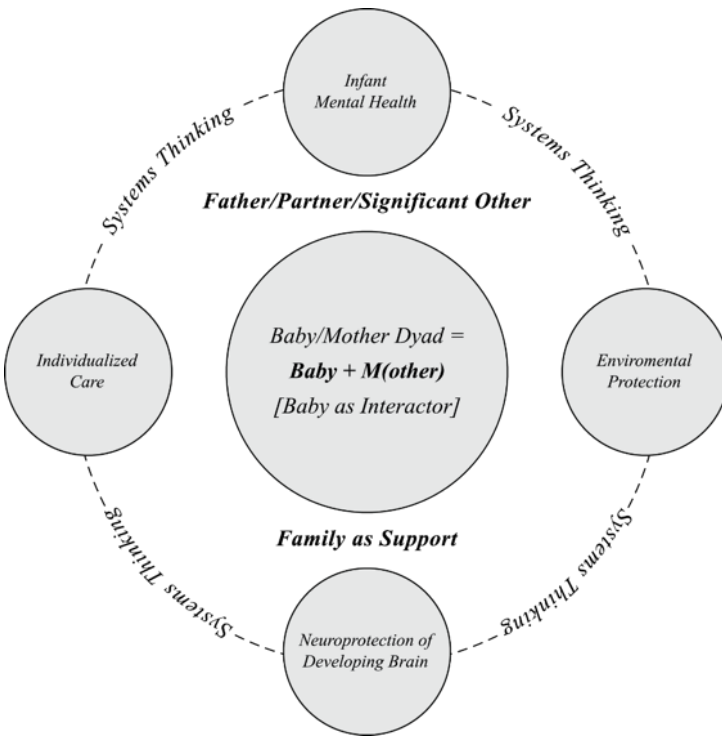 Infant
Mental Health
Systems Thinking
Systems Thinking
Father/Partner/Significant Other
Individualized
Care
Baby/Mother Dyad =
Baby + M(other)
[Baby as Interactor]
Enviromental
Protection
Family as Support
Systems Thinking
Systems Thinking
Neuroprotection of
Developing Brain